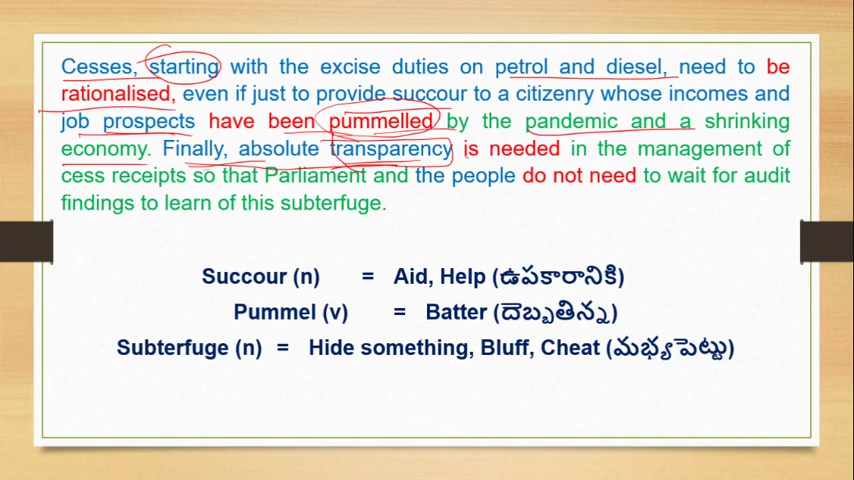 Cesses, starting with the excise duties on petrol and diesel, need to be
rationalised, even if just to provide succour to a citizenry whose incomes and
job prospects have been pummelled by the pandemic and a shrinking
economy. Finally, absolute transparency is needed in the management of
cess receipts so that Parliament and the people do not need to wait for audit
findings to learn of this subterfuge.
Succour (n) = Aid, Help (ఉపకారానికి)
Pummel (v) = Batter (దెబ్బతిన్న)
Subterfuge (n) = Hide something, Bluff, Cheat (మభ్యపెట్టు)